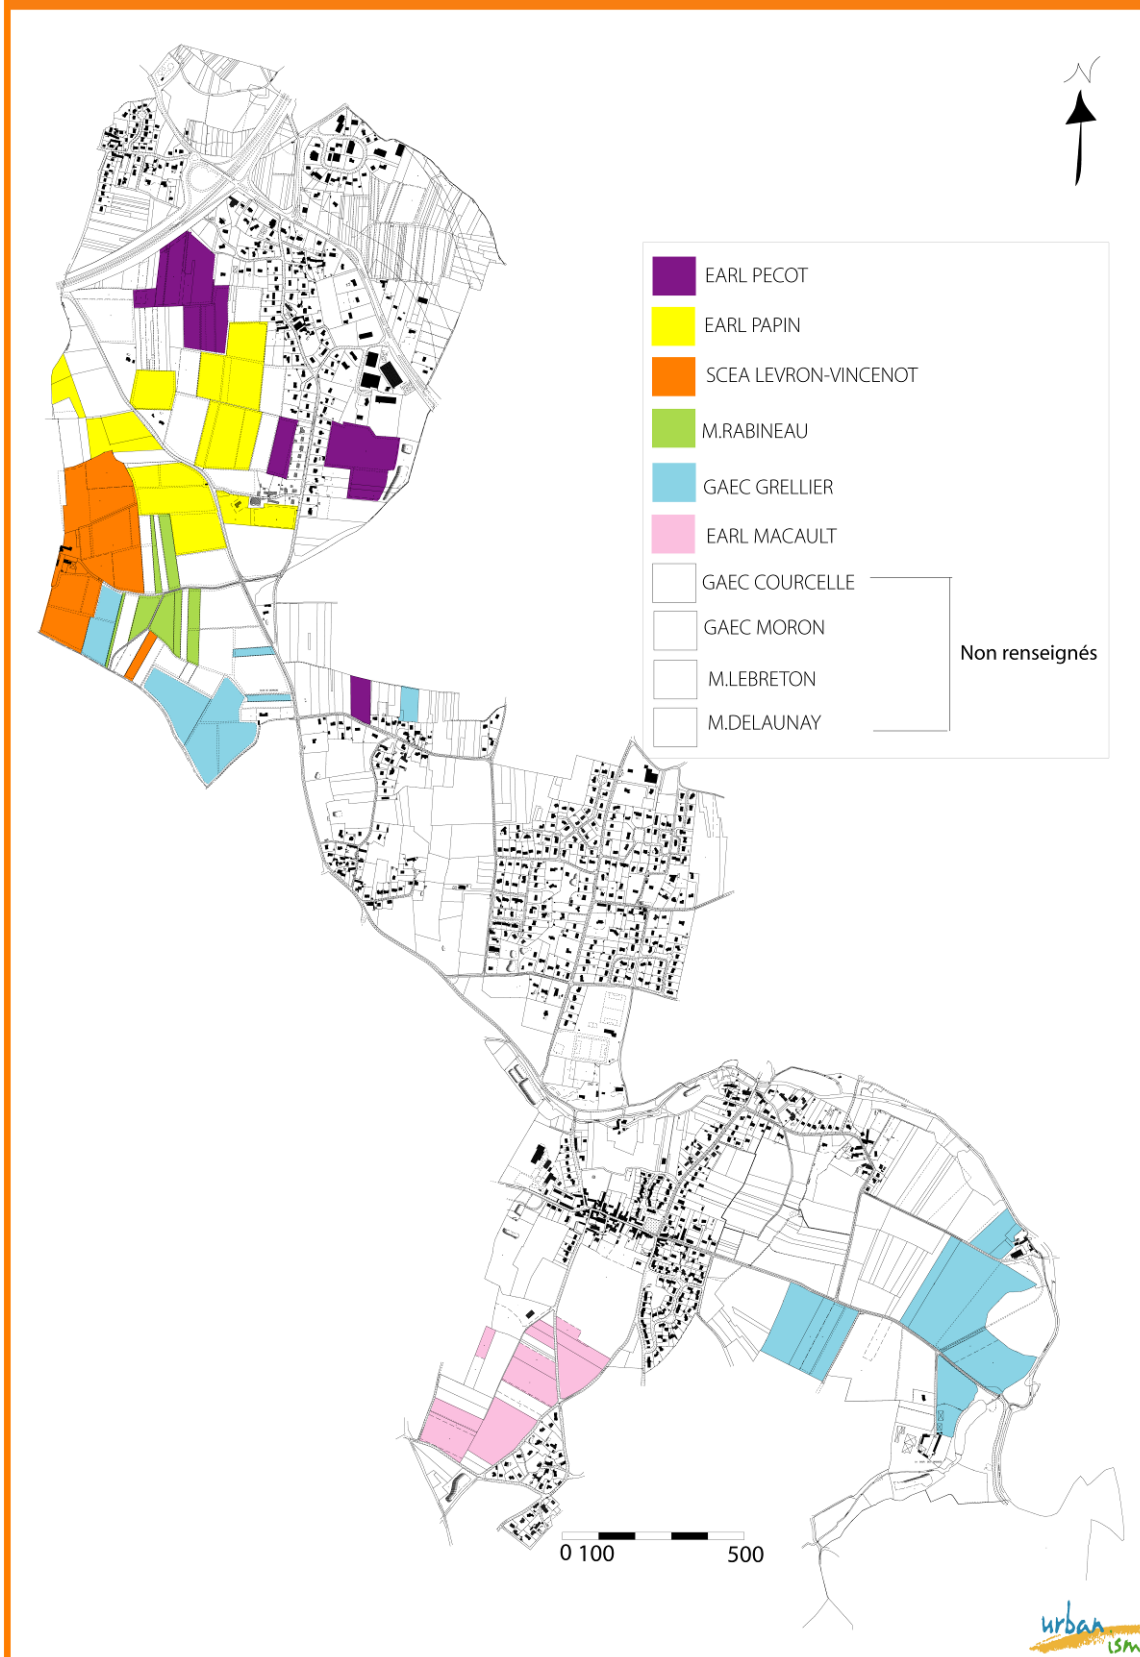 N
EARL PECOT
EARL PAPIN
SCEA LEVRON-VINCENOT
M.RABINEAU
GAEC GRELLIER
EARL MACAULT
GAEC COURCELLE
GAEC MORON
Non renseignés
M.LEBRETON
M.DELAUNAY
0 100 500
urban
ism